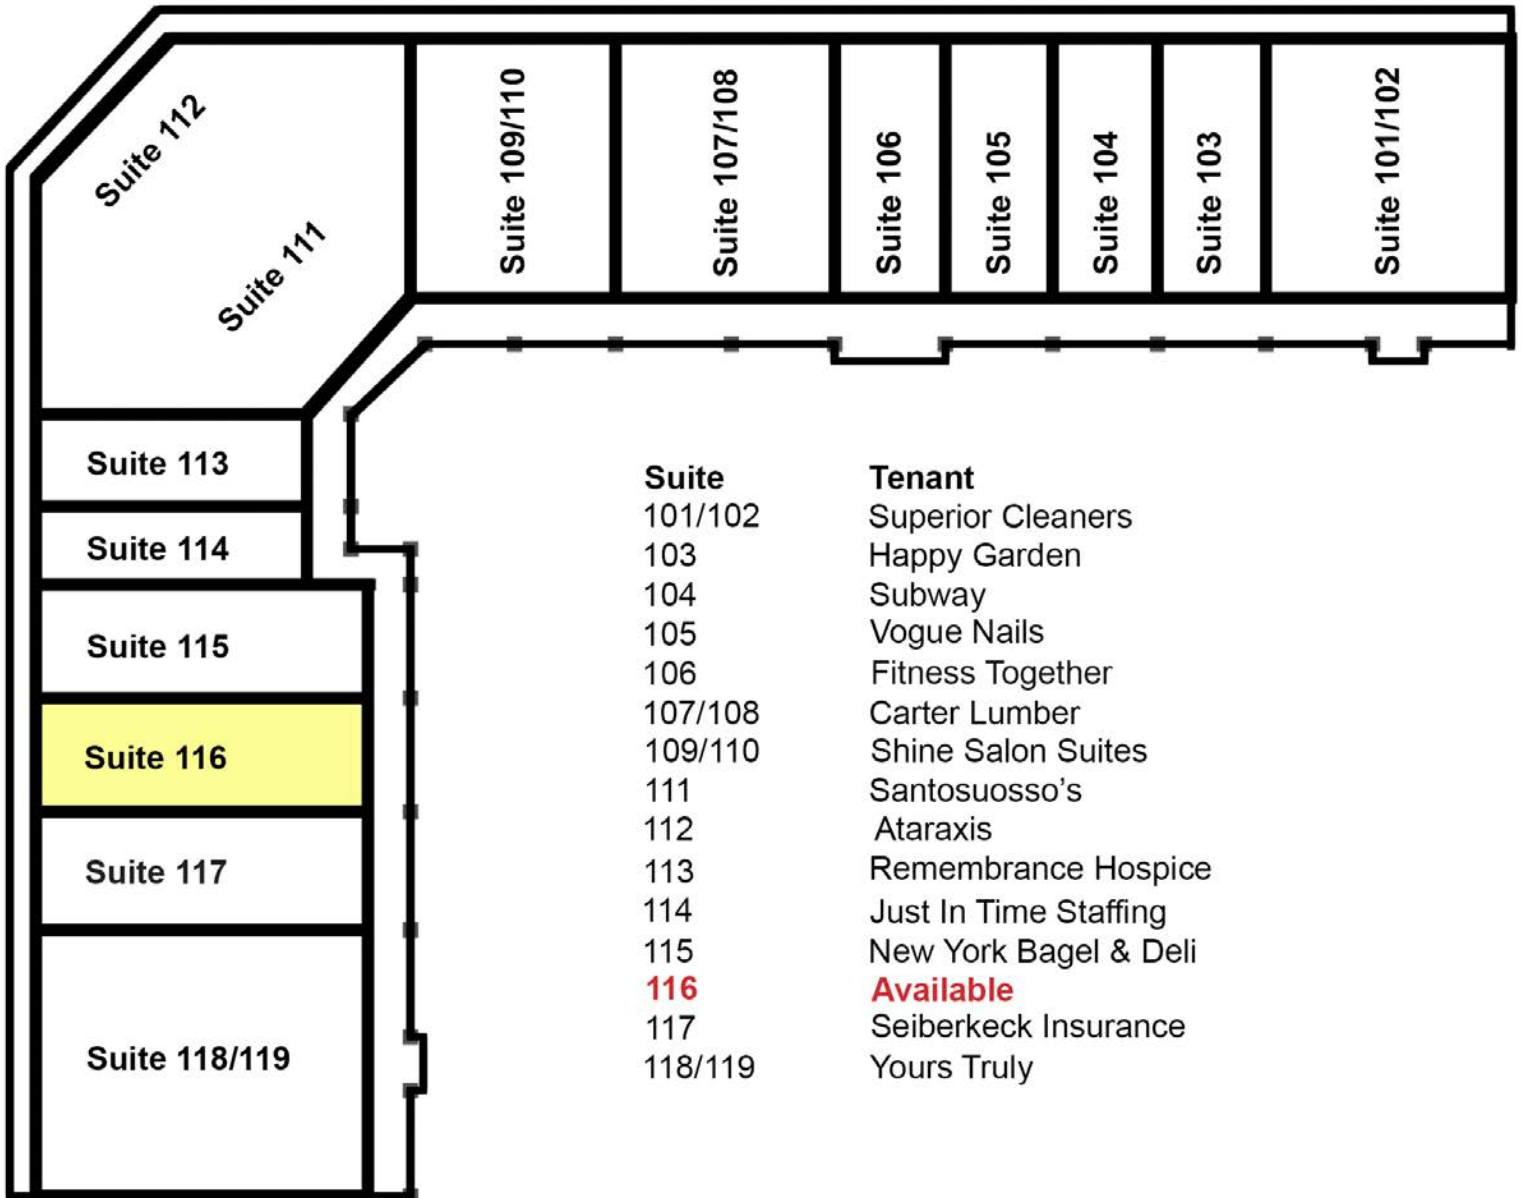 Suite 112
Suite 111
Suite 109/110
Suite 107/108
Suite 106
Suite 105
Suite 104
Suite 103
Suite 101/102
Suite 113
Suite 114
Suite 115
Suite 116
Suite 117
Suite 118/119
Suite Tenant
101/102 Superior Cleaners
103 Happy Garden
104 Subway
105 Vogue Nails
106 Fitness Together
107/108 Carter Lumber
109/110 Shine Salon Suites
111 Santosuosso’s
112 Ataraxis
113 Remembrance Hospice
114 Just In Time Staffing
115 New York Bagel & Deli
116 Available
117 Seiberkeck Insurance
118/119 Yours Truly